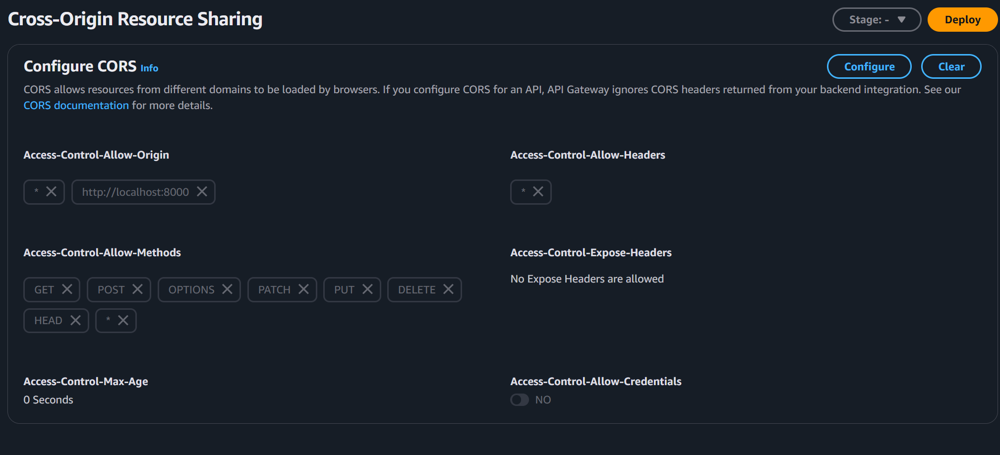 Cross-Origin Resource Sharing
Stage: -
Deploy
Configure CORS Info
Configure
Clear
CORS allows resources from different domains to be loaded by browsers. If you configure CORS for an API, API Gateway ignores CORS headers returned from your backend integration. See our
CORS documentation for more details.
Access-Control-Allow-Origin
* http://localhost:8000
Access-Control-Allow-Headers
*
Access-Control-Allow-Methods
GET POST OPTIONS PATCH PUT DELETE
HEAD *
Access-Control-Expose-Headers
No Expose Headers are allowed
Access-Control-Max-Age
0 Seconds
Access-Control-Allow-Credentials
NO